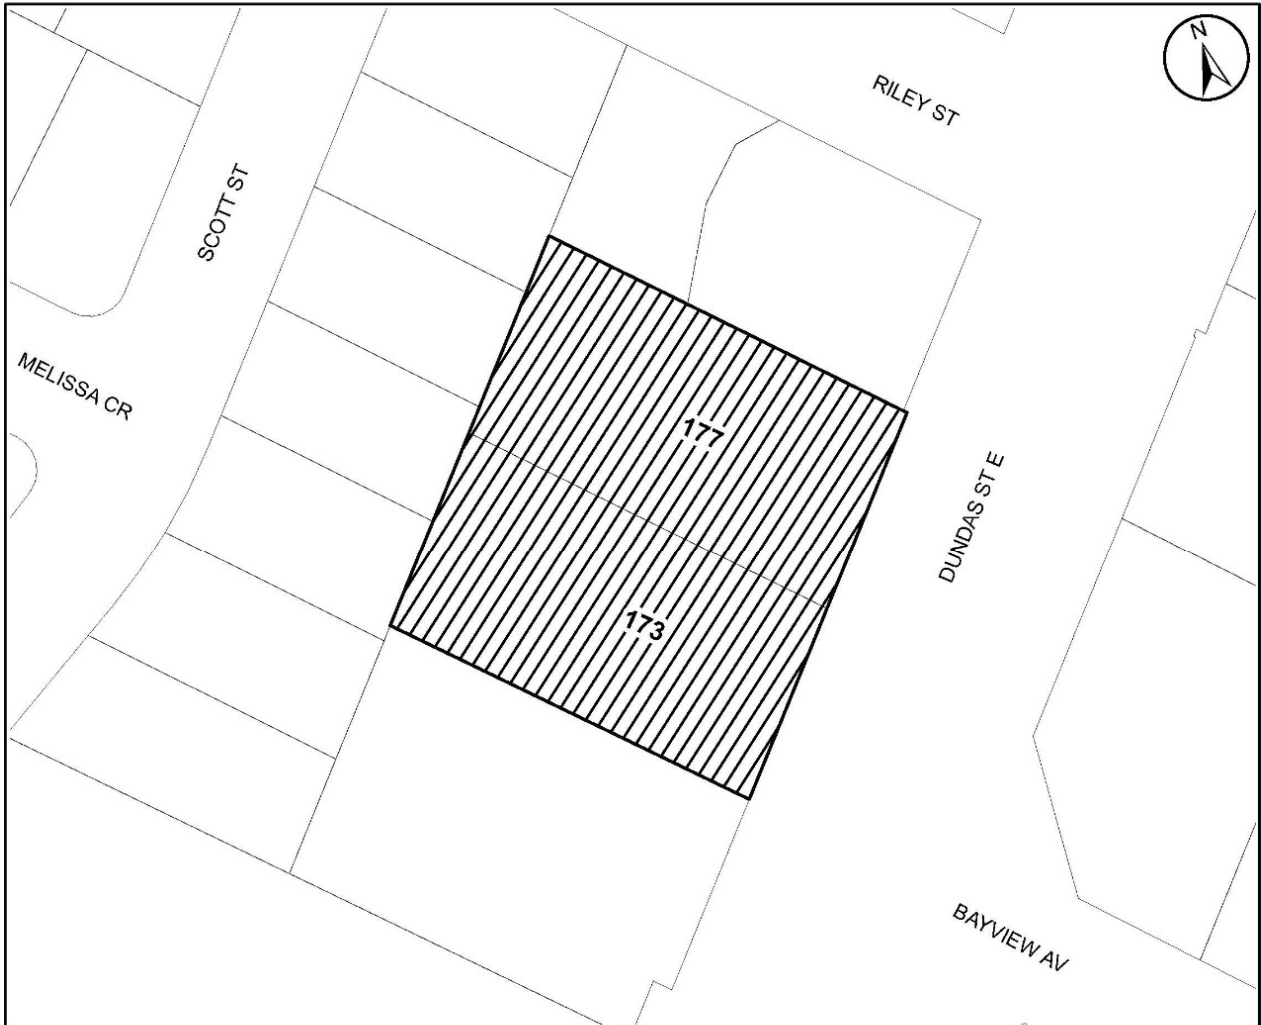 N
RILEY ST
SCOTT ST
MELISSA CR
177
DUNDAS ST E
173
BAYVIEW AV